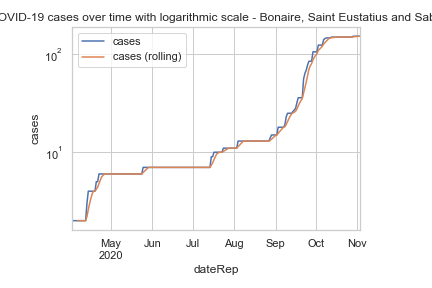 OVID-19 cases over time with logarithmic scale - Bonaire, Saint Eustatius and Sab
cases
cases (rolling)
10²
10¹
cases
May
2020
Jun
Jul
Aug
Sep
Oct
Nov
dateRep